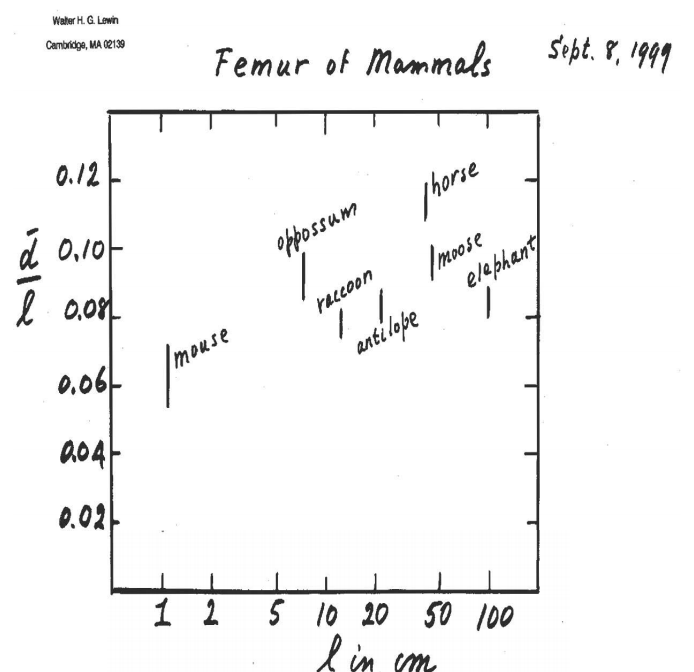 Walter H. G. Lewin
Cambridge, MA 02139
Femur of Mammals
Sept. 8, 1999
0.12
horse
oppossum
d̄
l
0.10
moose
elephant
raccoon
0.08
antilope
mouse
0.06
0.04
0.02
1 2 5 10 20 50 100
l in cm